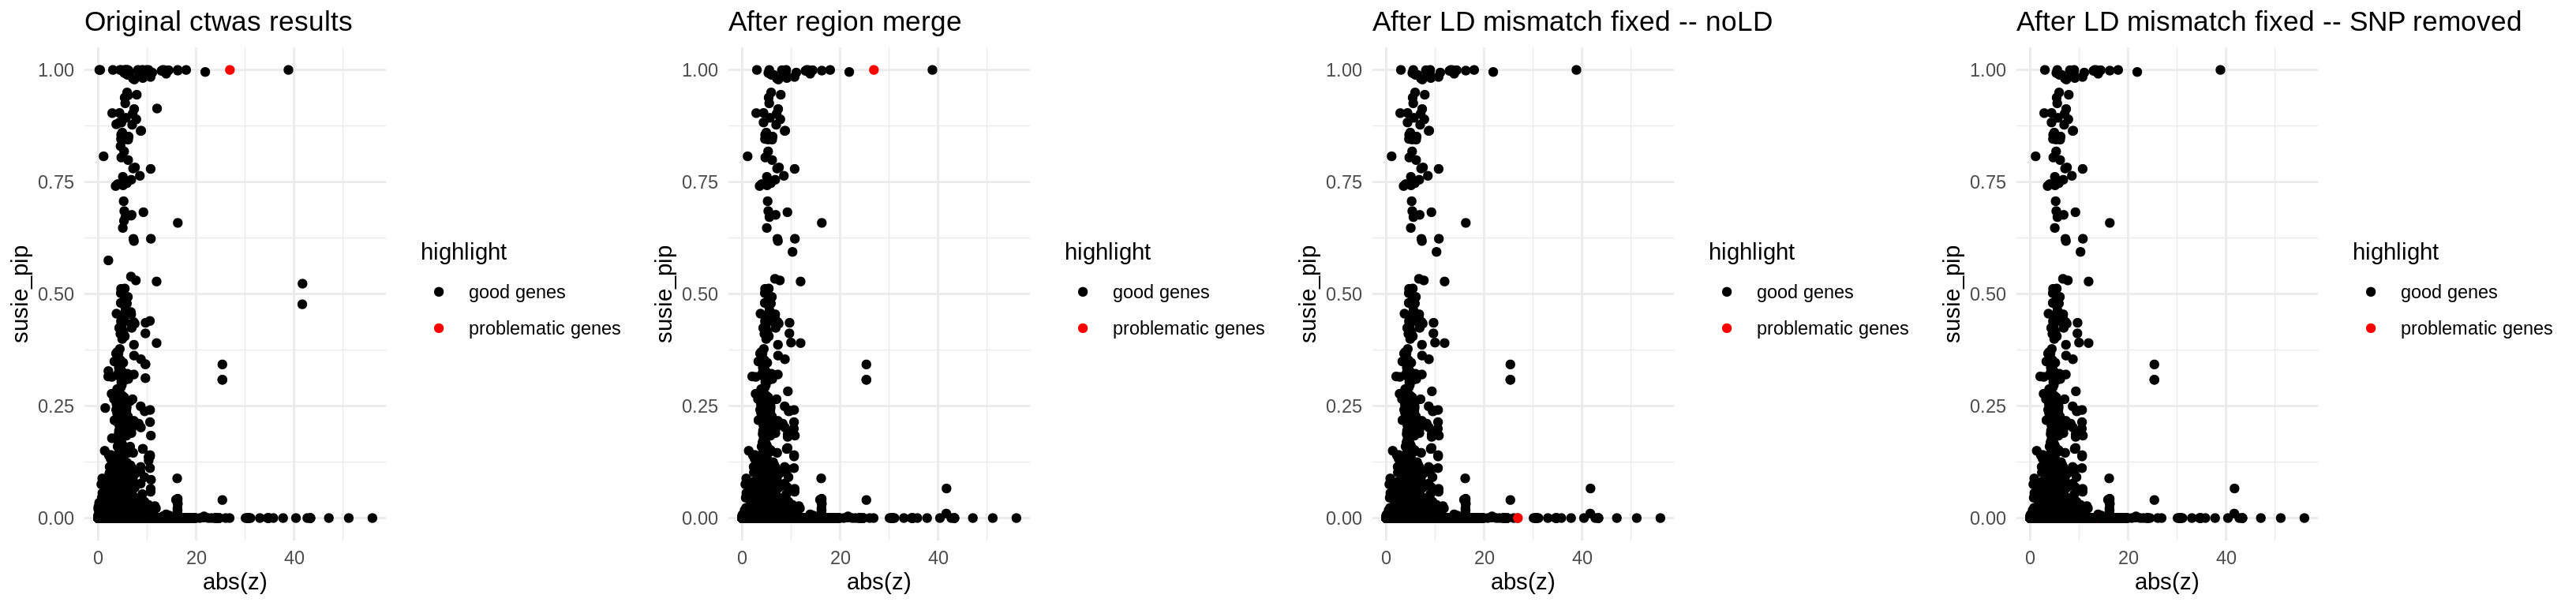 Original ctwas results
1.00
0.75
0.50
0.25
0.00
susie_pip
0
20
40
abs(z)
highlight
good genes
problematic genes
After region merge
1.00
0.75
0.50
0.25
0.00
susie_pip
0
20
40
abs(z)
highlight
good genes
problematic genes
After LD mismatch fixed -- noLD
1.00
0.75
0.50
0.25
0.00
susie_pip
0
20
40
abs(z)
highlight
good genes
problematic genes
After LD mismatch fixed -- SNP removed
1.00
0.75
0.50
0.25
0.00
susie_pip
0
20
40
abs(z)
highlight
good genes
problematic genes